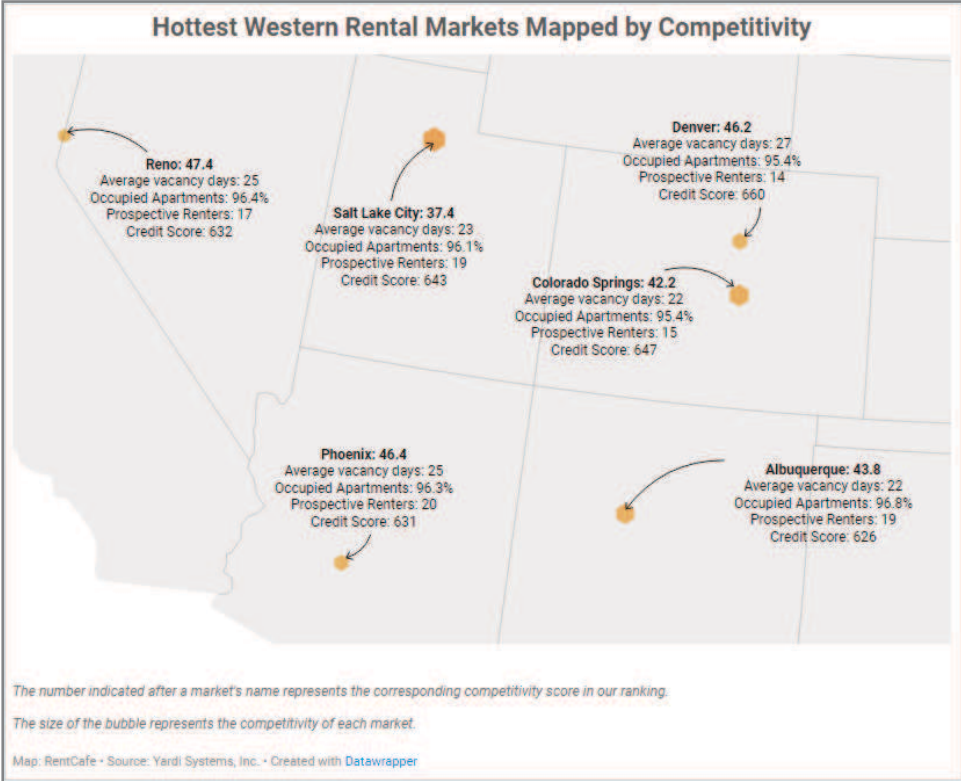 Hottest Western Rental Markets Mapped by Competitivity
Reno: 47.4
Average vacancy days: 25
Occupied Apartments: 96.4%
Prospective Renters: 17
Credit Score: 632
Salt Lake City: 37.4
Average vacancy days: 23
Occupied Apartments: 96.1%
Prospective Renters: 19
Credit Score: 643
Denver: 46.2
Average vacancy days: 27
Occupied Apartments: 95.4%
Prospective Renters: 14
Credit Score: 660
Colorado Springs: 42.2
Average vacancy days: 22
Occupied Apartments: 95.4%
Prospective Renters: 15
Credit Score: 647
Phoenix: 46.4
Average vacancy days: 25
Occupied Apartments: 96.3%
Prospective Renters: 20
Credit Score: 631
Albuquerque: 43.8
Average vacancy days: 22
Occupied Apartments: 96.8%
Prospective Renters: 19
Credit Score: 626
The number indicated after a market's name represents the corresponding competitivity score in our ranking.
The size of the bubble represents the competitivity of each market.
Map: RentCafe • Source: Yardi Systems, Inc. • Created with Datawrapper